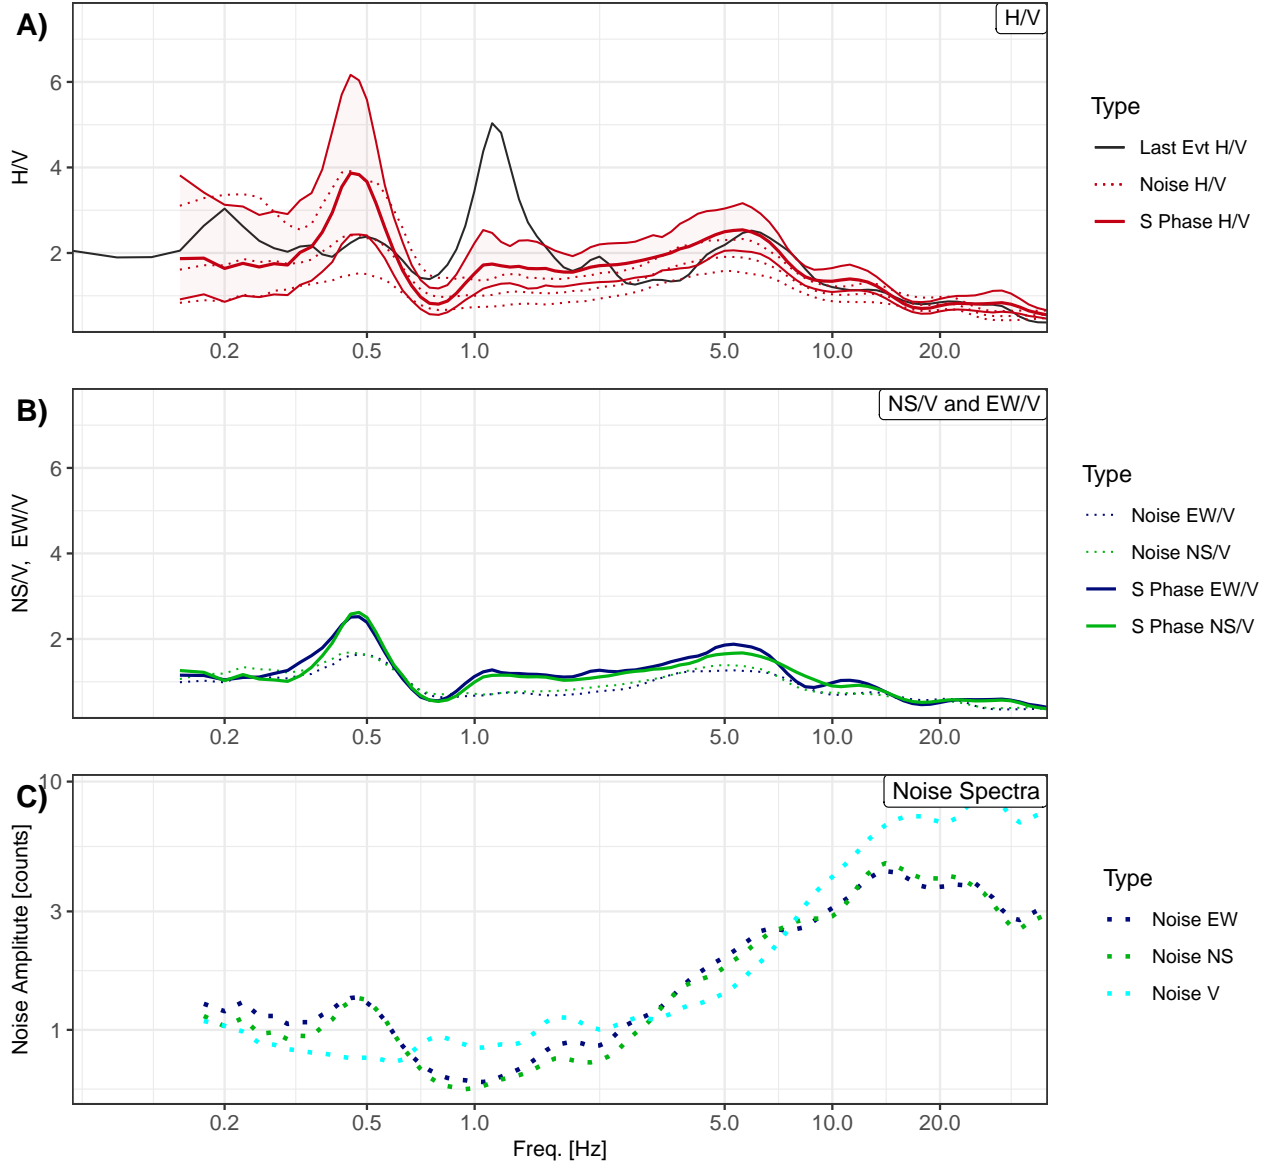 A)
H/V
6
4
2
H/V
0.2 0.5 1.0 5.0 10.0 20.0
Type
Last Evt H/V
Noise H/V
S Phase H/V
B)
NS/V and EW/V
6
4
2
NS/V, EW/V
0.2 0.5 1.0 5.0 10.0 20.0
Type
Noise EW/V
Noise NS/V
S Phase EW/V
S Phase NS/V
C)
Noise Spectra
10
3
1
Noise Amplitute [counts]
0.2 0.5 1.0 5.0 10.0 20.0
Freq. [Hz]
Type
Noise EW
Noise NS
Noise V